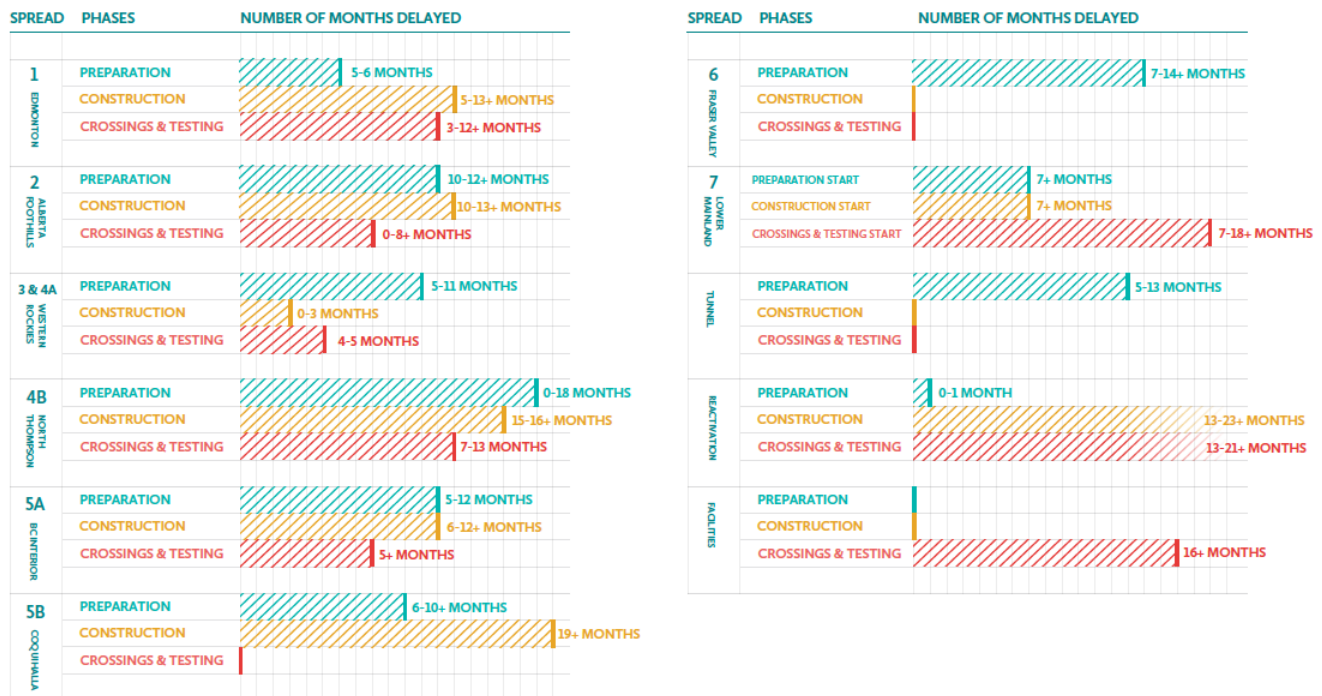 SPREAD PHASES NUMBER OF MONTHS DELAYED
1
EDMONTON
PREPARATION 5-6 MONTHS
CONSTRUCTION 5-13+ MONTHS
CROSSINGS & TESTING 3-12+ MONTHS
2
ALBERTA
FOOTHILLS
PREPARATION 10-12+ MONTHS
CONSTRUCTION 10-13+ MONTHS
CROSSINGS & TESTING 0-8+ MONTHS
3 & 4A
WESTERN
ROCKIES
PREPARATION 5-11 MONTHS
CONSTRUCTION 0-3 MONTHS
CROSSINGS & TESTING 4-5 MONTHS
4B
NORTH
THOMPSON
PREPARATION 0-18 MONTHS
CONSTRUCTION 15-16+ MONTHS
CROSSINGS & TESTING 7-13 MONTHS
5A
BC INTERIOR
PREPARATION 5-12 MONTHS
CONSTRUCTION 6-12+ MONTHS
CROSSINGS & TESTING 5+ MONTHS
5B
COQUIHALLA
PREPARATION 6-10+ MONTHS
CONSTRUCTION 19+ MONTHS
CROSSINGS & TESTING
SPREAD PHASES NUMBER OF MONTHS DELAYED
6
FRASER VALLEY
PREPARATION 7-14+ MONTHS
CONSTRUCTION
CROSSINGS & TESTING
7
LOWER
MAINLAND
PREPARATION START 7+ MONTHS
CONSTRUCTION START 7+ MONTHS
CROSSINGS & TESTING START 7-18+ MONTHS
TUNNEL
PREPARATION 5-13 MONTHS
CONSTRUCTION
CROSSINGS & TESTING
REACTIVATION
PREPARATION 0-1 MONTH
CONSTRUCTION 13-23+ MONTHS
CROSSINGS & TESTING 13-21+ MONTHS
FACILITIES
PREPARATION
CONSTRUCTION
CROSSINGS & TESTING 16+ MONTHS